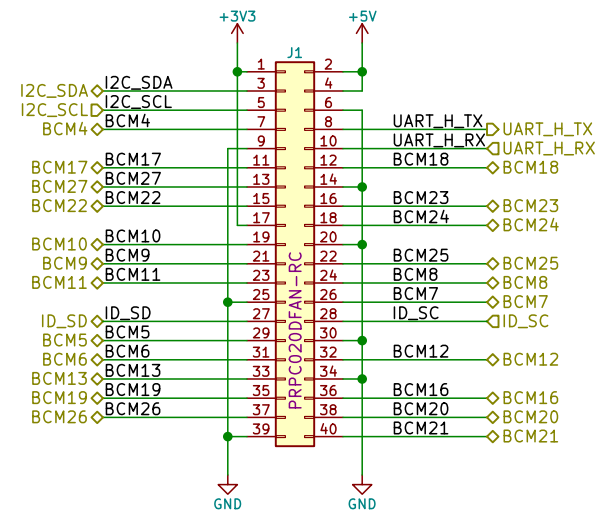 +3V3 +5V
J1
1 2
I2C_SDA I2C_SDA 3 4
I2C_SCL I2C_SCL 5 6
BCM4 BCM4 7 8 UART_H_TX UART_H_TX
9 10 UART_H_RX UART_H_RX
BCM17 BCM17 11 12 BCM18 BCM18
BCM27 BCM27 13 14
BCM22 BCM22 15 16 BCM23 BCM23
17 18 BCM24 BCM24
BCM10 BCM10 19 20
BCM9 BCM9 21 22 BCM25 BCM25
BCM11 BCM11 23 24 BCM8 BCM8
25 26 BCM7 BCM7
ID_SD ID_SD 27 28 ID_SC ID_SC
BCM5 BCM5 29 30
BCM6 BCM6 31 32 BCM12 BCM12
BCM13 BCM13 33 34
BCM19 BCM19 35 36 BCM16 BCM16
BCM26 BCM26 37 38 BCM20 BCM20
39 40 BCM21 BCM21
PRPC020DFAN-RC
GND GND